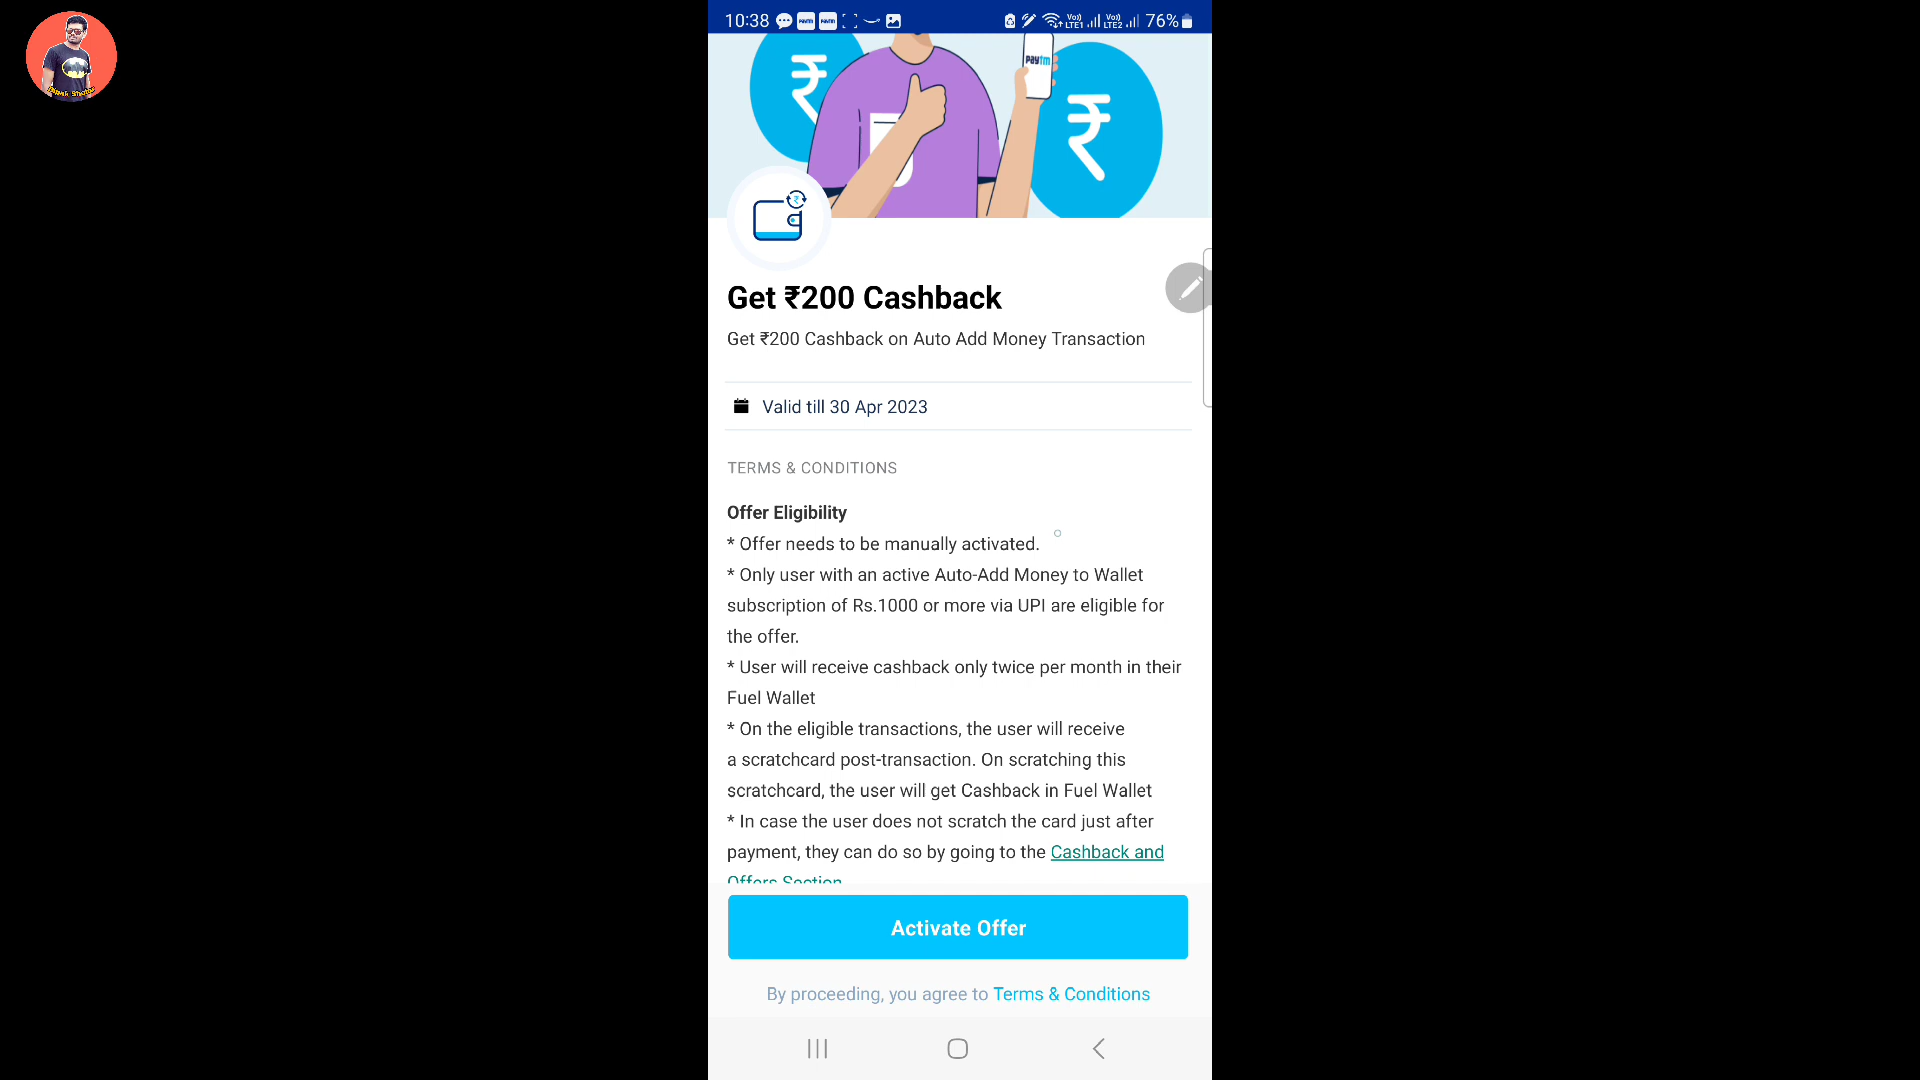 10:38
LTE1
LTE2
76%
paytm
Get ₹200 Cashback
Get ₹200 Cashback on Auto Add Money Transaction
Valid till 30 Apr 2023
TERMS & CONDITIONS
Offer Eligibility
* Offer needs to be manually activated.
* Only user with an active Auto-Add Money to Wallet
subscription of Rs.1000 or more via UPI are eligible for
the offer.
* User will receive cashback only twice per month in their
Fuel Wallet
* On the eligible transactions, the user will receive
a scratchcard post-transaction. On scratching this
scratchcard, the user will get Cashback in Fuel Wallet
* In case the user does not scratch the card just after
payment, they can do so by going to the Cashback and
Offers Section
Activate Offer
By proceeding, you agree to Terms & Conditions